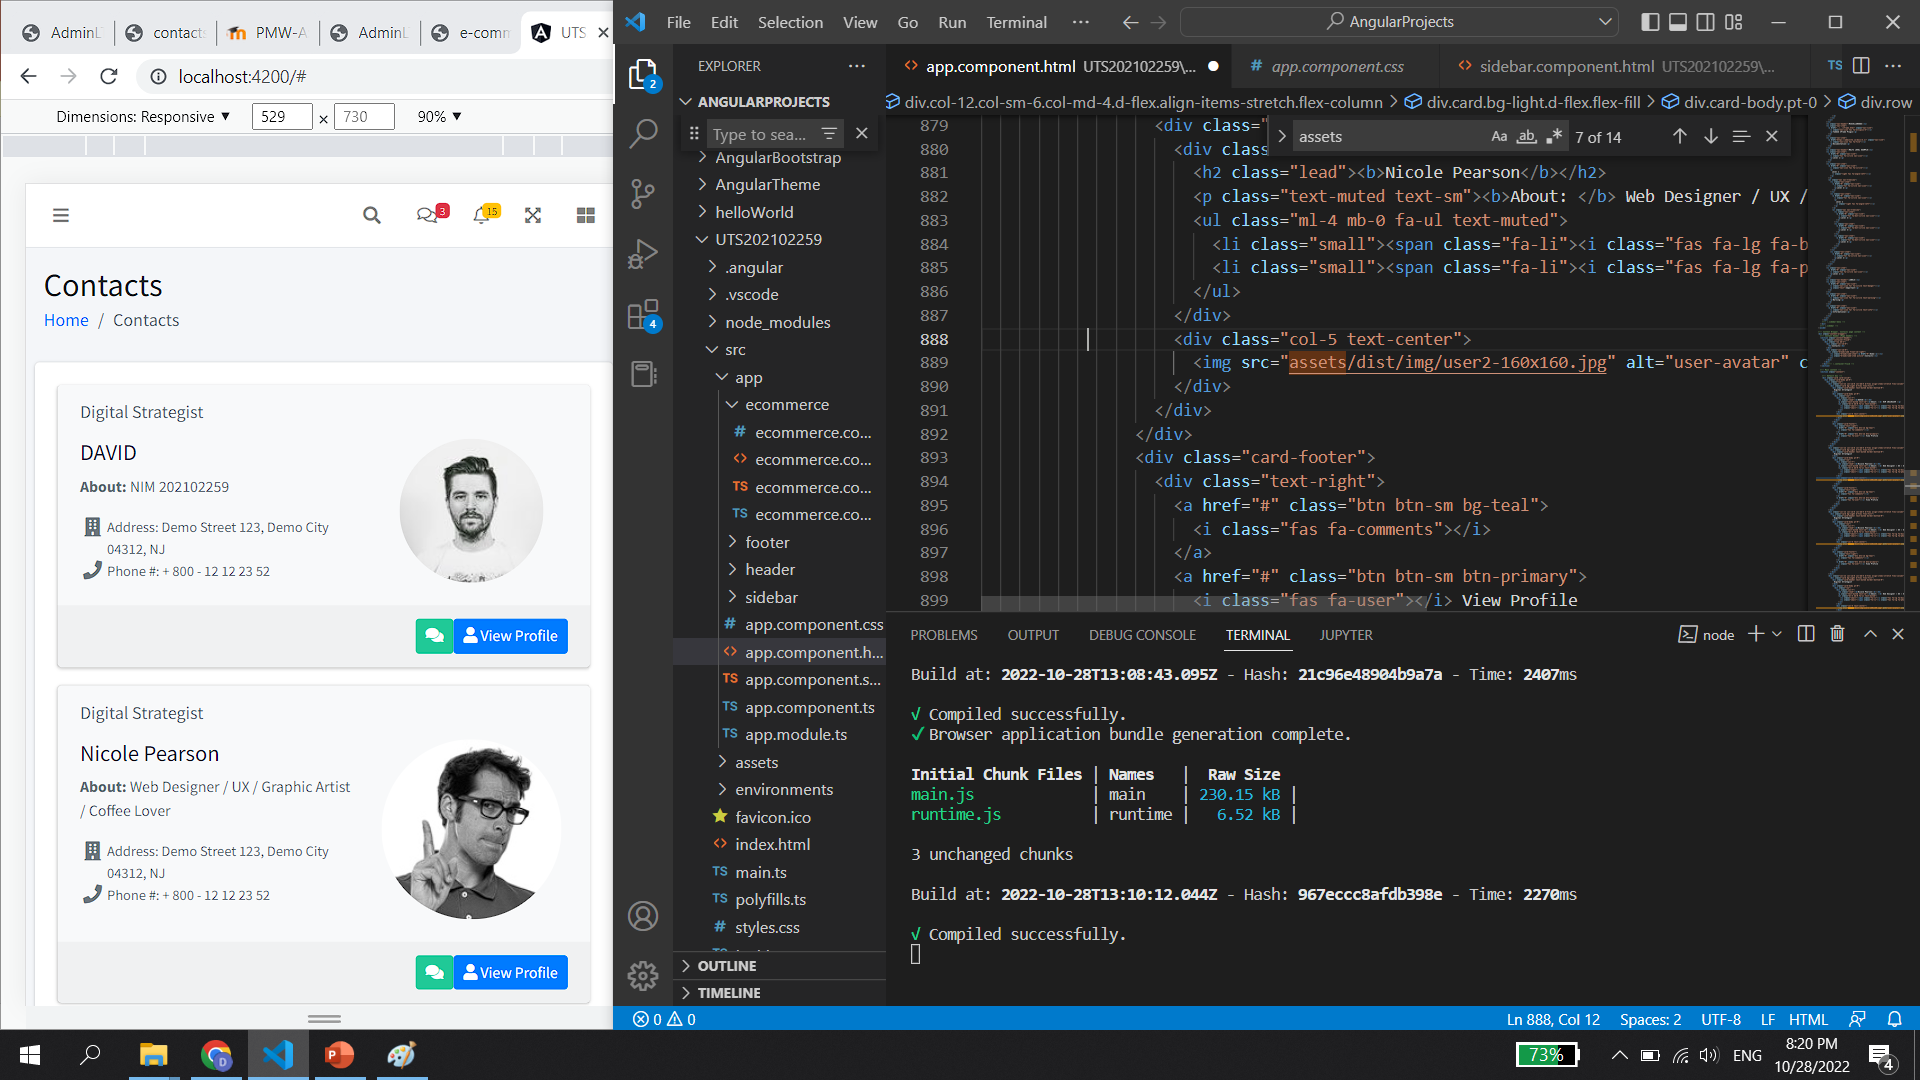 AdminL
contact
PMW-A
AdminL
e-comm
UTS
localhost:4200/#
Dimensions: Responsive ▼ 529 × 730 90% ▼
3
15
Contacts
Home / Contacts
Digital Strategist
DAVID
About: NIM 202102259
Address: Demo Street 123, Demo City
04312, NJ
Phone #: + 800 - 12 12 23 52
View Profile
Digital Strategist
Nicole Pearson
About: Web Designer / UX / Graphic Artist
/ Coffee Lover
Address: Demo Street 123, Demo City
04312, NJ
Phone #: + 800 - 12 12 23 52
View Profile
File Edit Selection View Go Run Terminal ···
AngularProjects
2
4
EXPLORER ···
ANGULARPROJECTS
Type to sea...
AngularBootstrap
AngularTheme
helloWorld
UTS202102259
.angular
.vscode
node_modules
src
app
ecommerce
# ecommerce.co...
<> ecommerce.co...
TS ecommerce.co...
TS ecommerce.co...
footer
header
sidebar
# app.component.css
<> app.component.h...
TS app.component.s...
TS app.component.ts
TS app.module.ts
assets
environments
favicon.ico
<> index.html
TS main.ts
TS polyfills.ts
# styles.css
OUTLINE
TIMELINE
<> app.component.html UTS202102259\...
# app.component.css
<> sidebar.component.html UTS202102259\...
TS
div.col-12.col-sm-6.col-md-4.d-flex.align-items-stretch.flex-column > div.card.bg-light.d-flex.flex-fill > div.card-body.pt-0 > div.row
assets Aa ab 7 of 14
879 <div class="
880 <div clas
881 <h2 class="lead"><b>Nicole Pearson</b></h2>
882 <p class="text-muted text-sm"><b>About: </b> Web Designer / UX /
883 <ul class="ml-4 mb-0 fa-ul text-muted">
884 <li class="small"><span class="fa-li"><i class="fas fa-lg fa-b
885 <li class="small"><span class="fa-li"><i class="fas fa-lg fa-p
886 </ul>
887 </div>
888 <div class="col-5 text-center">
889 <img src="assets/dist/img/user2-160x160.jpg" alt="user-avatar" c
890 </div>
891 </div>
892 </div>
893 <div class="card-footer">
894 <div class="text-right">
895 <a href="#" class="btn btn-sm bg-teal">
896 <i class="fas fa-comments"></i>
897 </a>
898 <a href="#" class="btn btn-sm btn-primary">
899 <i class="fas fa-user"></i> View Profile
PROBLEMS OUTPUT DEBUG CONSOLE TERMINAL JUPYTER
node
Build at: 2022-10-28T13:08:43.095Z - Hash: 21c96e48904b9a7a - Time: 2407ms
√ Compiled successfully.
✓ Browser application bundle generation complete.
Initial Chunk Files | Names | Raw Size
main.js | main | 230.15 kB |
runtime.js | runtime | 6.52 kB |
3 unchanged chunks
Build at: 2022-10-28T13:10:12.044Z - Hash: 967eccc8afdb398e - Time: 2270ms
√ Compiled successfully.
0 0
Ln 888, Col 12 Spaces: 2 UTF-8 LF HTML
73%
ENG
8:20 PM
10/28/2022
4